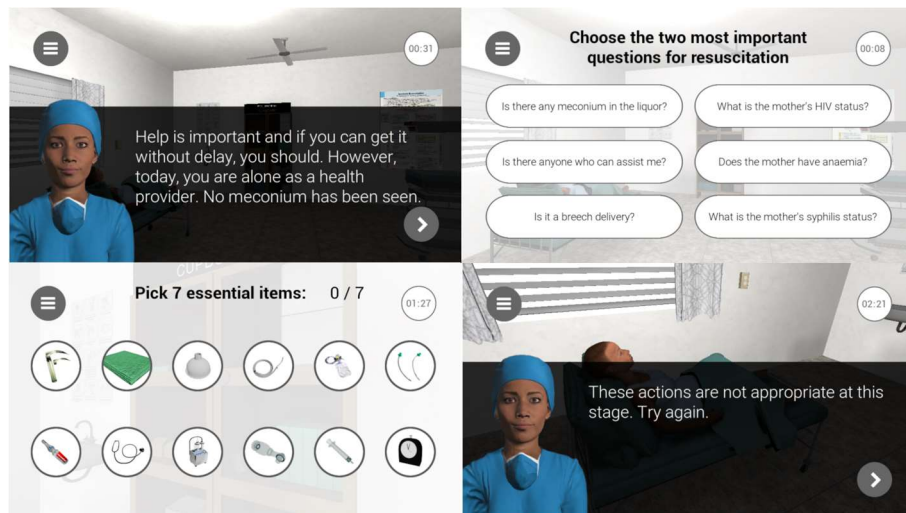 00:31
Help is important and if you can get it
without delay, you should. However,
today, you are alone as a health
provider. No meconium has been seen.
Choose the two most important
questions for resuscitation
00:08
Is there any meconium in the liquor?
What is the mother's HIV status?
Is there anyone who can assist me?
Does the mother have anaemia?
Is it a breech delivery?
What is the mother's syphilis status?
Pick 7 essential items: 0 / 7
01:27
02:21
These actions are not appropriate at this
stage. Try again.